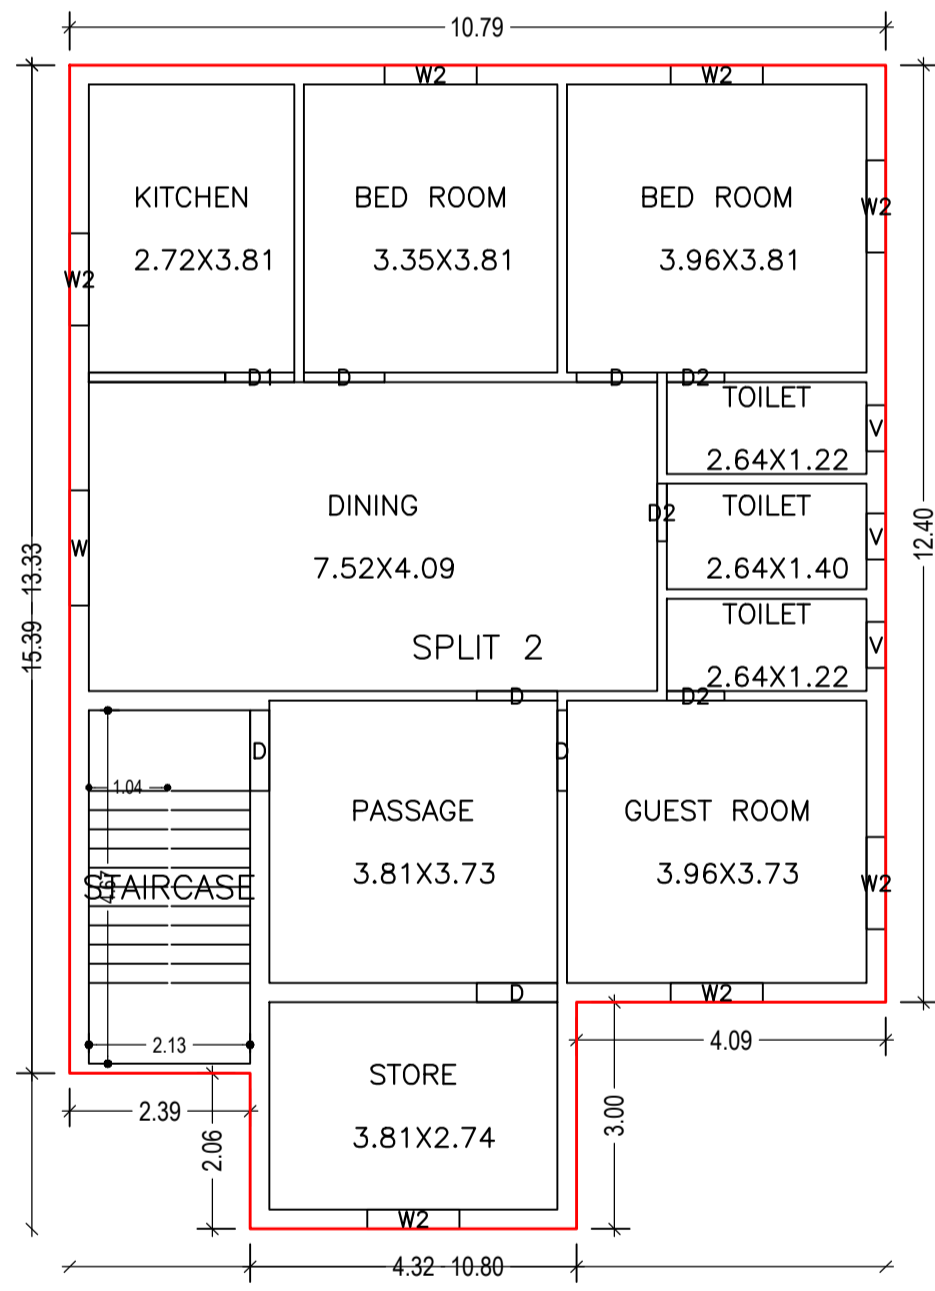 10.79
W2 W2
KITCHEN BED ROOM BED ROOM
W2
2.72X3.81 3.35X3.81 3.96X3.81
W2
D1 D D D2
TOILET
V
2.64X1.22
DINING TOILET
D2
12.40
V
W
13.33
7.52X4.09 2.64X1.40
TOILET
15.39
SPLIT 2 V
2.64X1.22
D D2
D D
1.04
PASSAGE GUEST ROOM
3.81X3.73 3.96X3.73
STAIRCASE
4.67
W2
D W2
2.13 4.09
STORE
2.39
3.00
2.06
3.81X2.74
W2
4.32 10.80